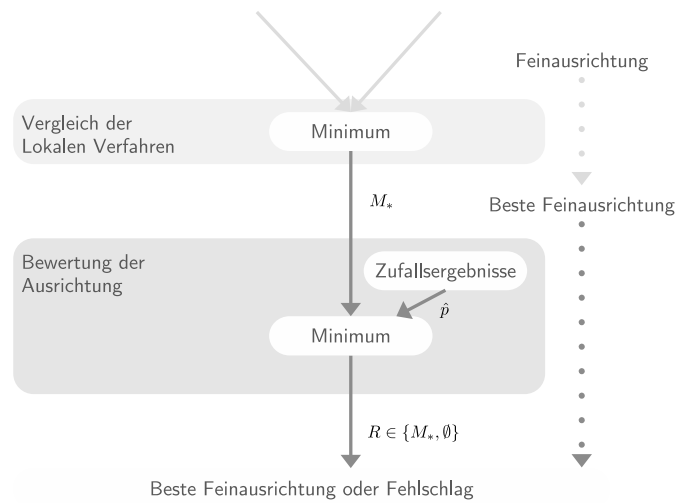 Feinausrichtung
Vergleich der
Lokalen Verfahren
Minimum
M∗
Beste Feinausrichtung
Bewertung der
Ausrichtung
Zufallsergebnisse
p̂
Minimum
R ∈ {M∗, ∅}
Beste Feinausrichtung oder Fehlschlag